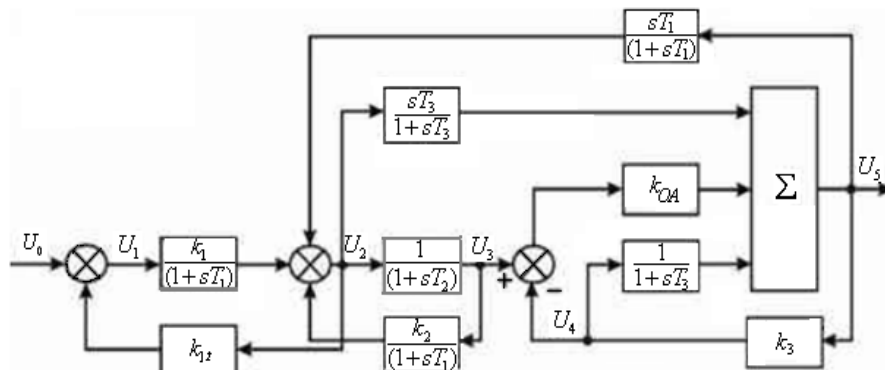 sT₁
(1+sT₁)
sT₃
1+sT₃
k_OA
Σ
U₅
U₀
U₁
k₁
(1+sT₁)
U₂
1
(1+sT₂)
U₃
+
−
1
1+sT₃
U₄
k₁t
k₂
(1+sT₁)
k₃